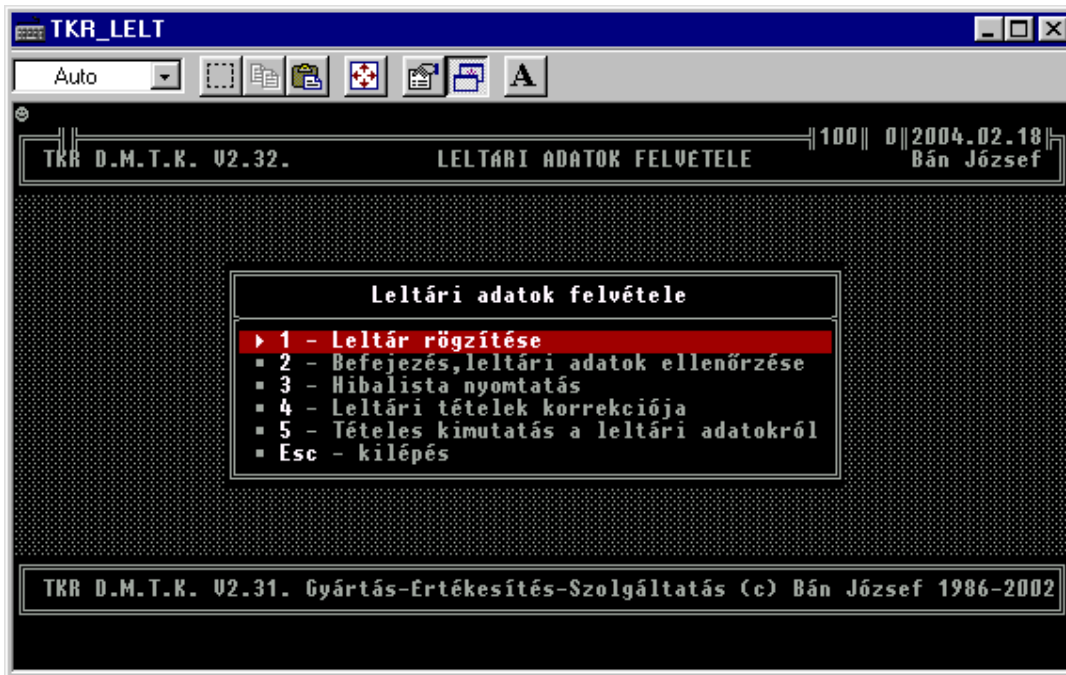 TKR_LELT
Auto
A
100 0 2004.02.18
TKR D.M.T.K. V2.32. LELTÁRI ADATOK FELVÉTELE Bán József
Leltári adatok felvétele
1 - Leltár rögzítése
2 - Befejezés,leltári adatok ellenőrzése
3 - Hibalista nyomtatás
4 - Leltári tételek korrekciója
5 - Tételes kimutatás a leltári adatokról
Esc - kilépés
TKR D.M.T.K. V2.31. Gyártás-Értékesítés-Szolgáltatás (c) Bán József 1986-2002